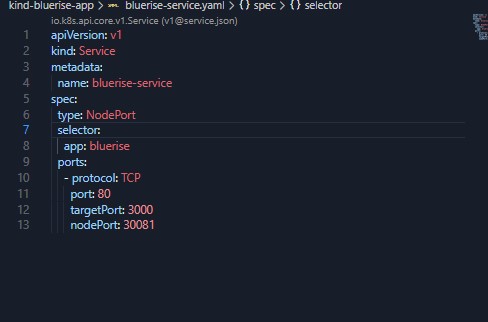 kind-bluerise-app > bluerise-service.yaml > {} spec > {} selector
io.k8s.api.core.v1.Service (v1@service.json)
1 apiVersion: v1
2 kind: Service
3 metadata:
4   name: bluerise-service
5 spec:
6   type: NodePort
7   selector:
8     app: bluerise
9   ports:
10     - protocol: TCP
11       port: 80
12       targetPort: 3000
13       nodePort: 30081